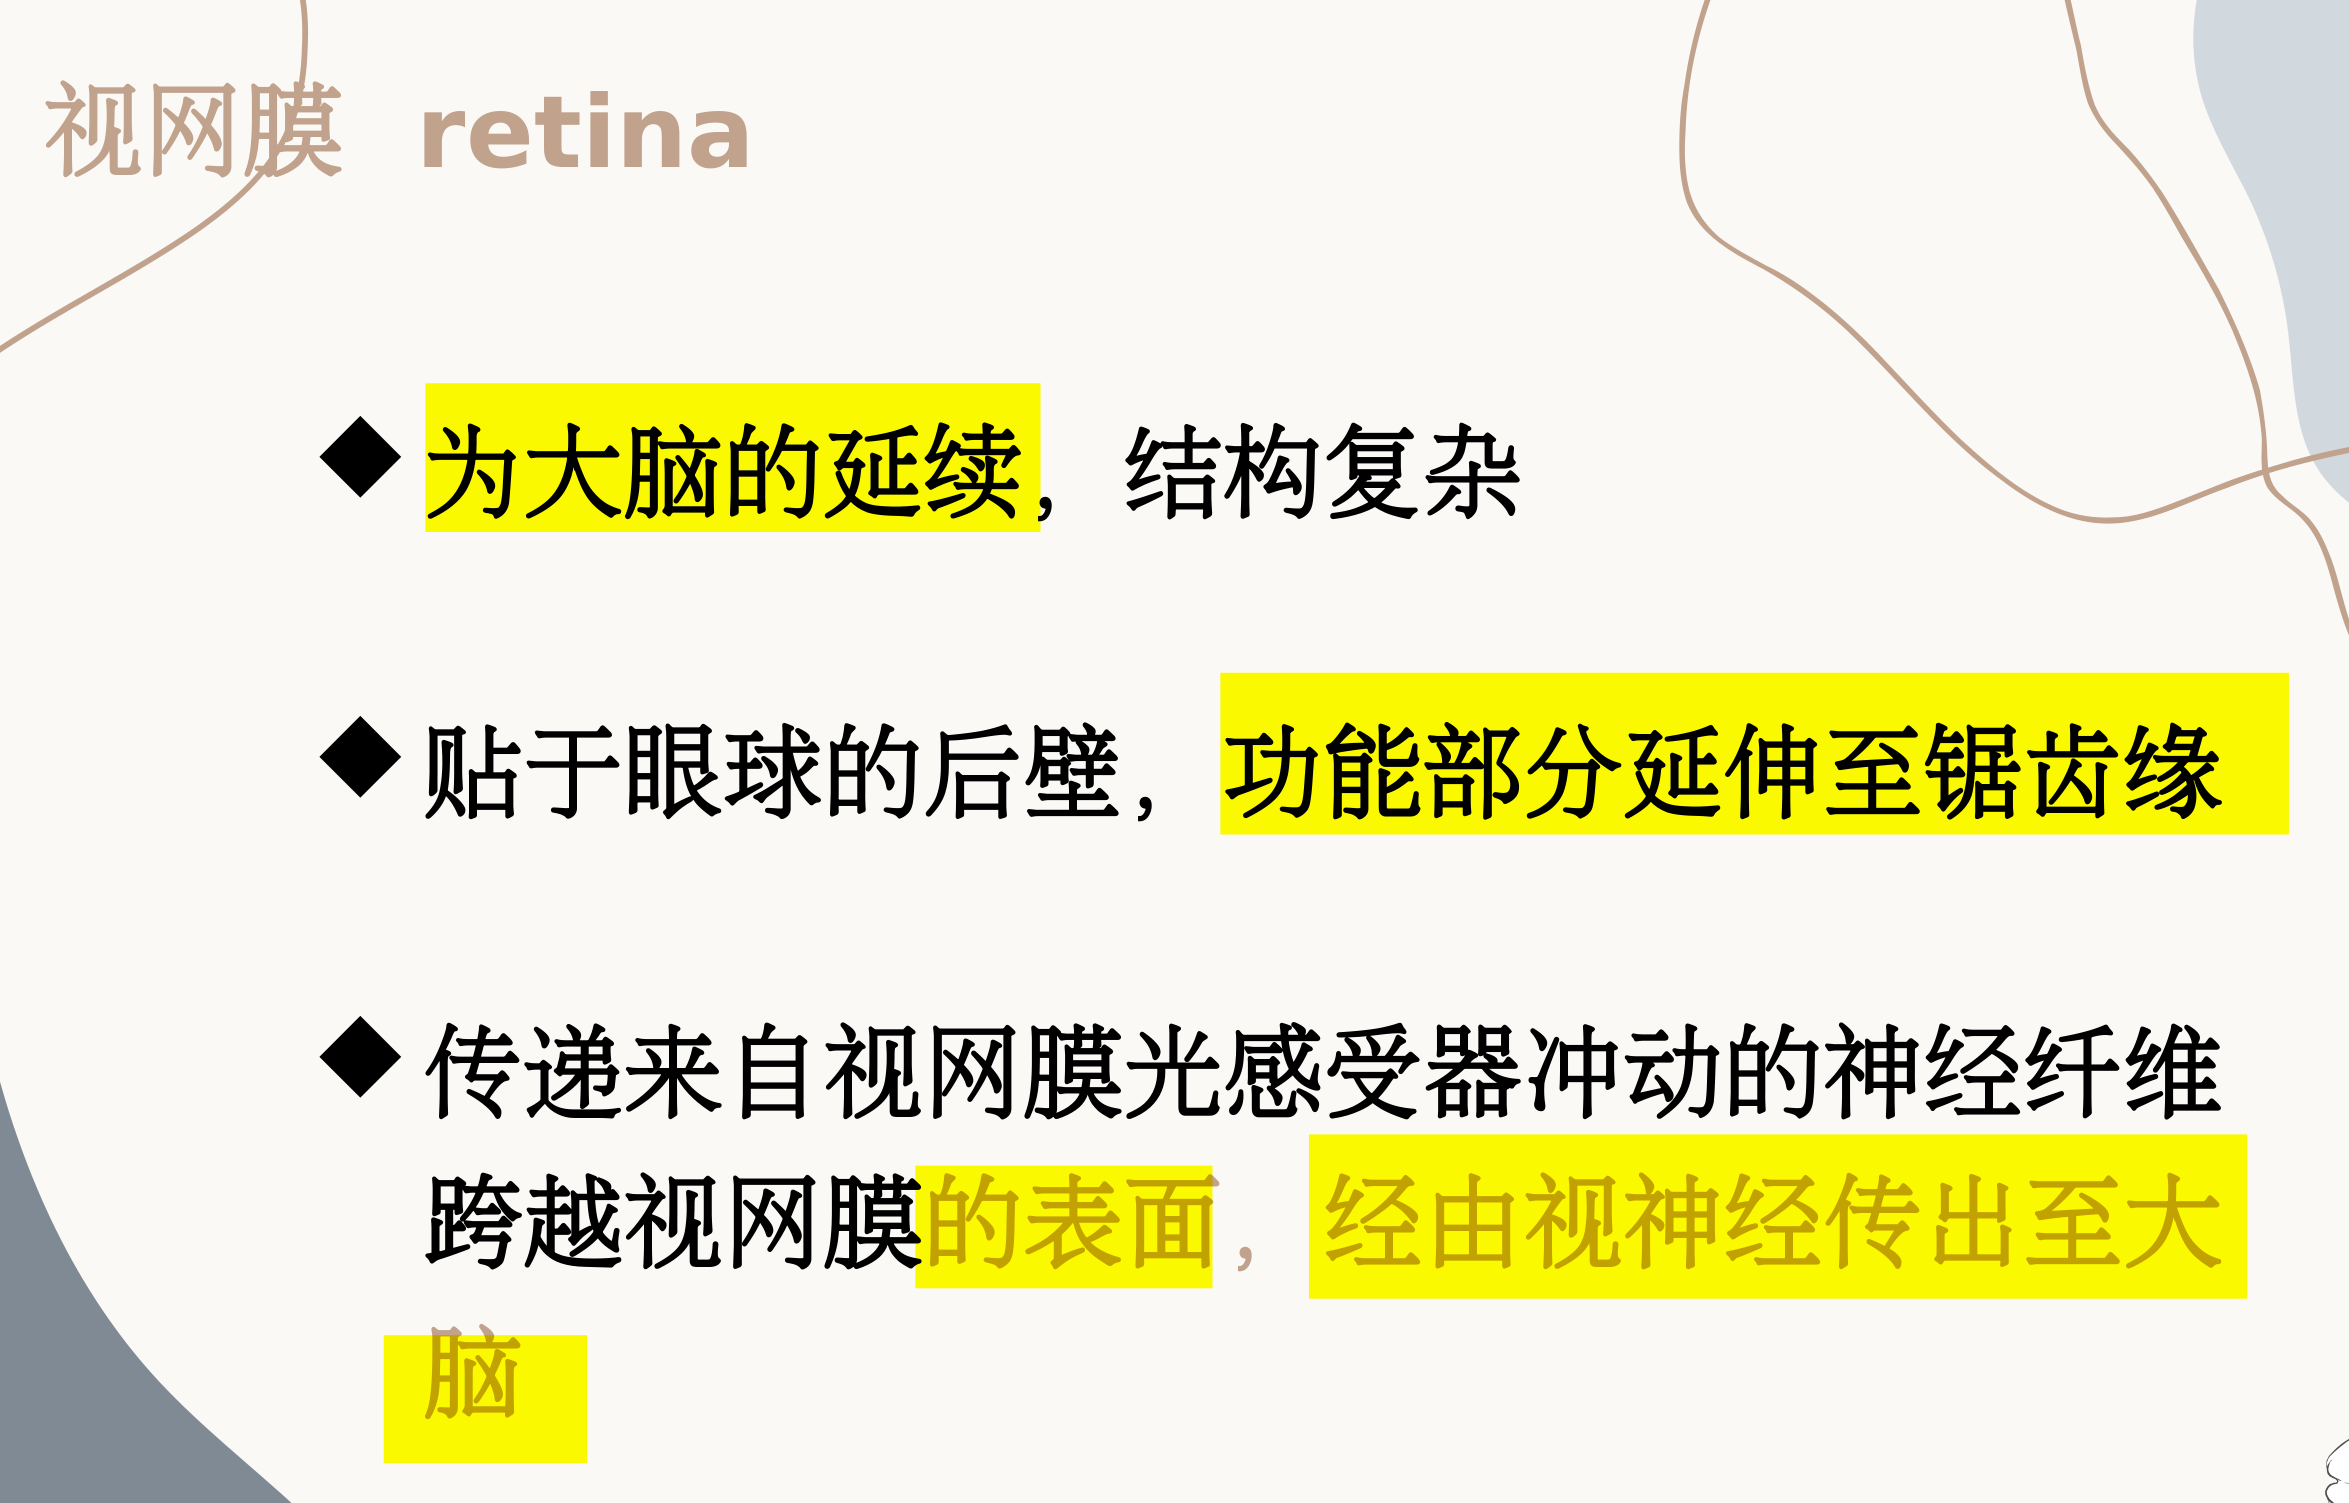 视网膜 retina
为大脑的延续，结构复杂
贴于眼球的后壁，功能部分延伸至锯齿缘
传递来自视网膜光感受器冲动的神经纤维
跨越视网膜的表面，经由视神经传出至大
脑